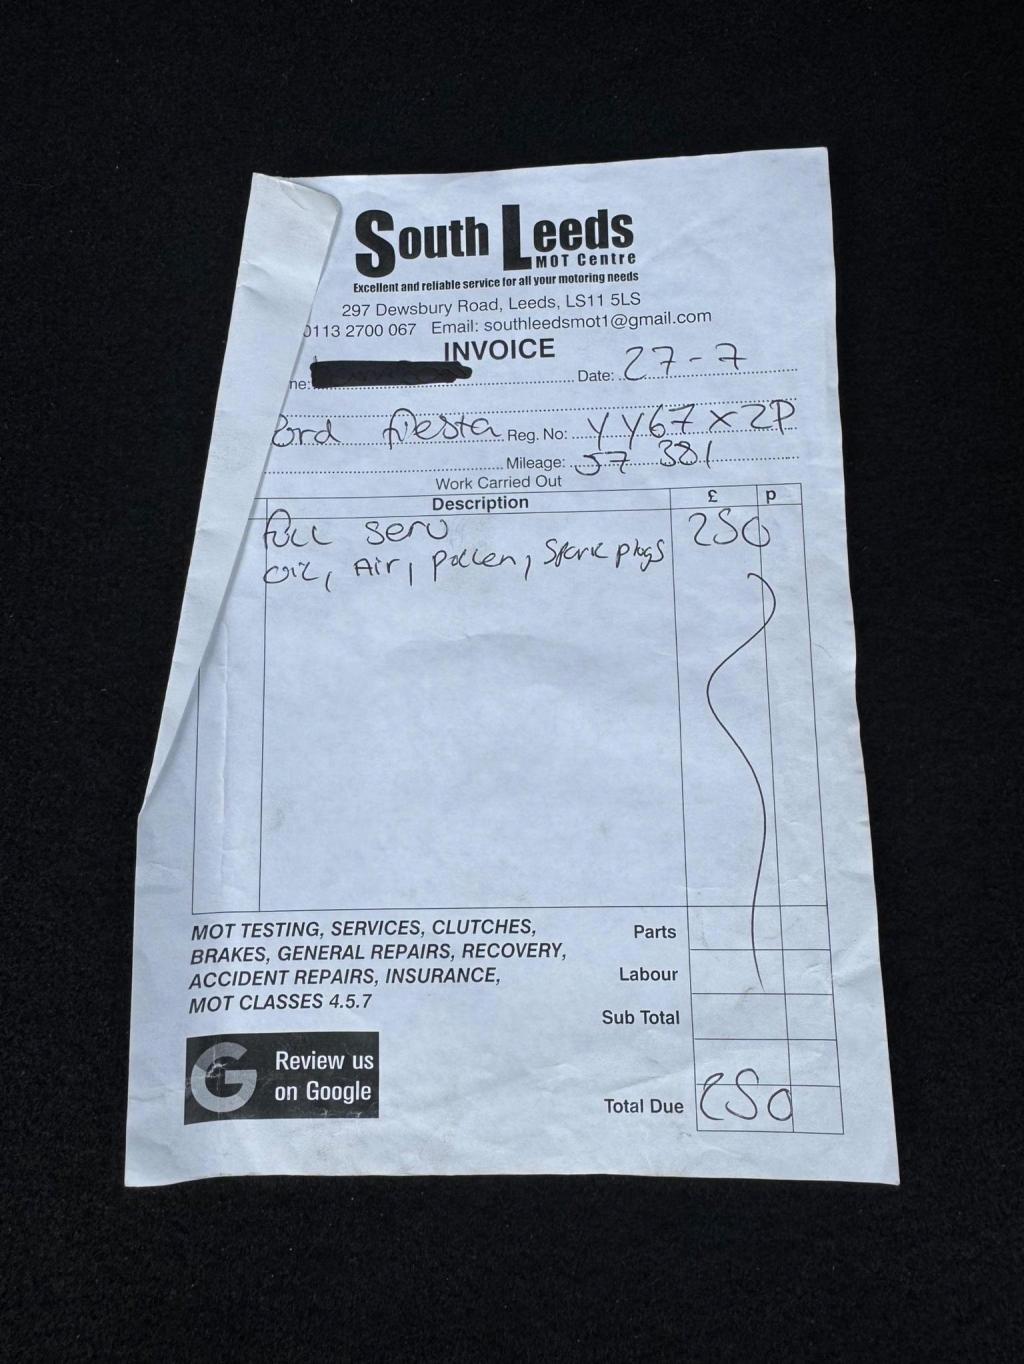 South Leeds
MOT Centre
Excellent and reliable service for all your motoring needs
297 Dewsbury Road, Leeds, LS11 5LS
0113 2700 067 Email: southleedsmot1@gmail.com
INVOICE
ne: Date: 27-7
ord fiesta Reg. No: YY67XZP
Mileage: 57 381
Work Carried Out
Description £ p
full serv 250
oil, Air, pollen, Spark plugs
MOT TESTING, SERVICES, CLUTCHES,
BRAKES, GENERAL REPAIRS, RECOVERY,
ACCIDENT REPAIRS, INSURANCE,
MOT CLASSES 4.5.7
Parts
Labour
Sub Total
Review us
on Google
Total Due 250